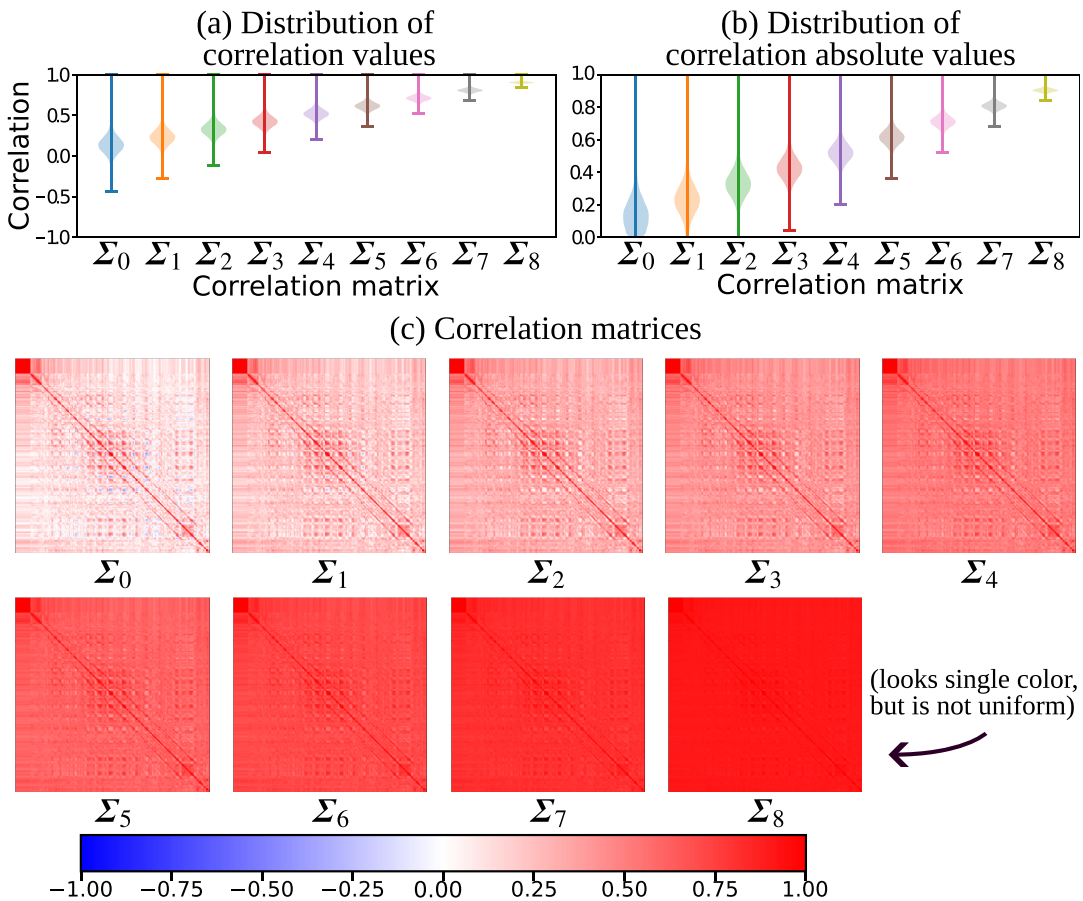 (a) Distribution of
correlation values
(b) Distribution of
correlation absolute values
Correlation
1.0
0.5
0.0
−0.5
−1.0
Σ0 Σ1 Σ2 Σ3 Σ4 Σ5 Σ6 Σ7 Σ8
Correlation matrix
1.0
0.8
0.6
0.4
0.2
0.0
Σ0 Σ1 Σ2 Σ3 Σ4 Σ5 Σ6 Σ7 Σ8
Correlation matrix
(c) Correlation matrices
Σ0 Σ1 Σ2 Σ3 Σ4
(looks single color,
but is not uniform)
Σ5 Σ6 Σ7 Σ8
−1.00 −0.75 −0.50 −0.25 0.00 0.25 0.50 0.75 1.00